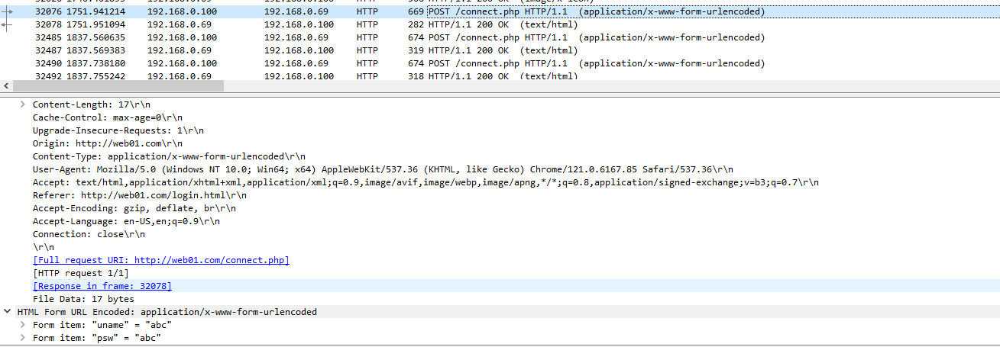 32076 1751.941214 192.168.0.100 192.168.0.69 HTTP 669 POST /connect.php HTTP/1.1 (application/x-www-form-urlencoded)
32078 1751.951094 192.168.0.69 192.168.0.100 HTTP 282 HTTP/1.1 200 OK (text/html)
32485 1837.560635 192.168.0.100 192.168.0.69 HTTP 674 POST /connect.php HTTP/1.1 (application/x-www-form-urlencoded)
32487 1837.569383 192.168.0.69 192.168.0.100 HTTP 319 HTTP/1.1 200 OK (text/html)
32490 1837.738180 192.168.0.100 192.168.0.69 HTTP 674 POST /connect.php HTTP/1.1 (application/x-www-form-urlencoded)
32492 1837.755242 192.168.0.69 192.168.0.100 HTTP 318 HTTP/1.1 200 OK (text/html)
Content-Length: 17\r\n
Cache-Control: max-age=0\r\n
Upgrade-Insecure-Requests: 1\r\n
Origin: http://web01.com\r\n
Content-Type: application/x-www-form-urlencoded\r\n
User-Agent: Mozilla/5.0 (Windows NT 10.0; Win64; x64) AppleWebKit/537.36 (KHTML, like Gecko) Chrome/121.0.6167.85 Safari/537.36\r\n
Accept: text/html,application/xhtml+xml,application/xml;q=0.9,image/avif,image/webp,image/apng,*/*;q=0.8,application/signed-exchange;v=b3;q=0.7\r\n
Referer: http://web01.com/login.html\r\n
Accept-Encoding: gzip, deflate, br\r\n
Accept-Language: en-US,en;q=0.9\r\n
Connection: close\r\n
\r\n
[Full request URI: http://web01.com/connect.php]
[HTTP request 1/1]
[Response in frame: 32078]
File Data: 17 bytes
HTML Form URL Encoded: application/x-www-form-urlencoded
Form item: "uname" = "abc"
Form item: "psw" = "abc"